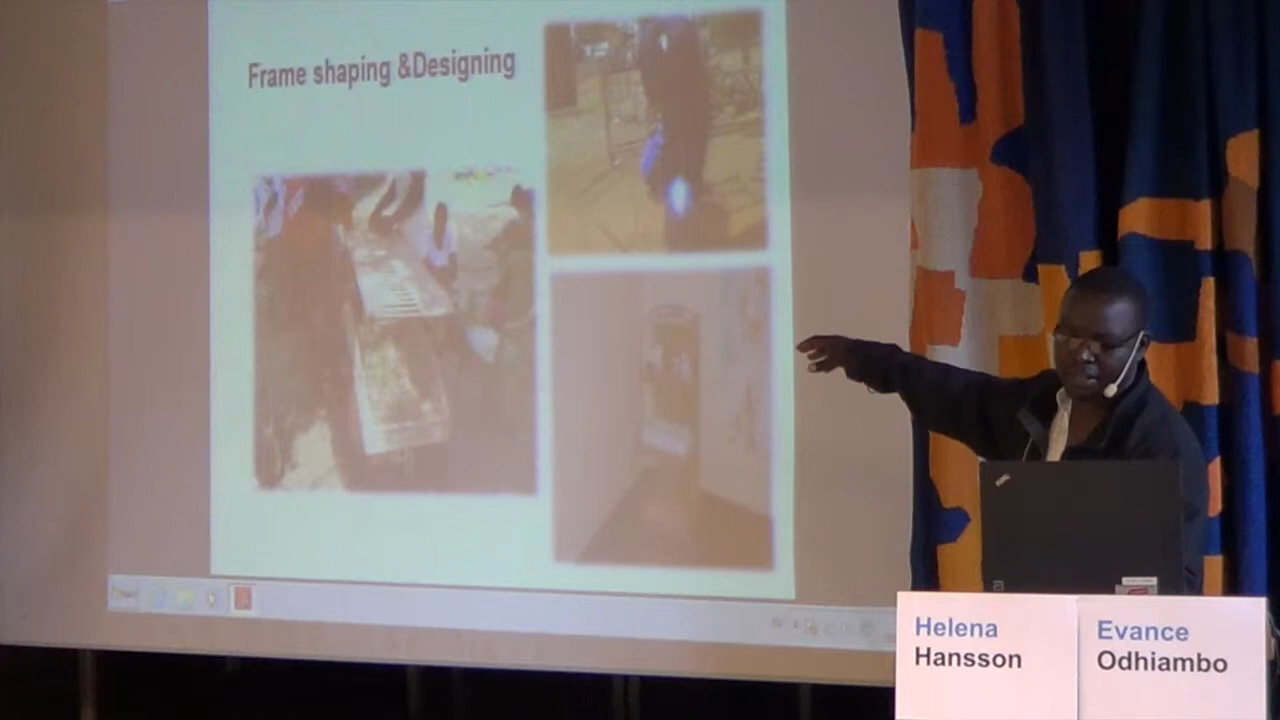 Frame shaping &Designing
Helena
Hansson
Evance
Odhiambo